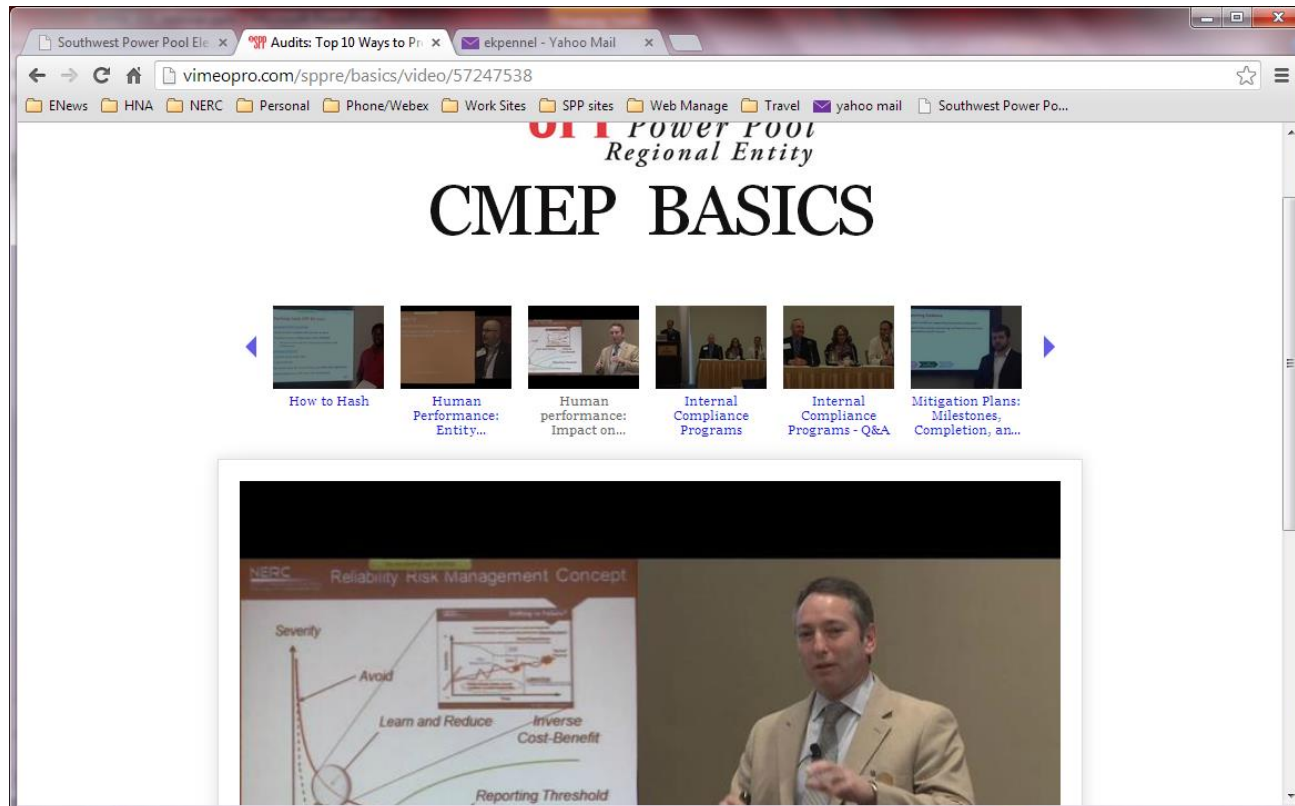 Southwest Power Pool Ele
Audits: Top 10 Ways to Pr
ekpennel - Yahoo Mail
vimeopro.com/sppre/basics/video/57247538
ENews HNA NERC Personal Phone/Webex Work Sites SPP sites Web Manage Travel yahoo mail Southwest Power Po...
Power Pool
Regional Entity
CMEP BASICS
How to Hash
Human
Performance:
Entity...
Human
performance:
Impact on...
Internal
Compliance
Programs
Internal
Compliance
Programs - Q&A
Mitigation Plans:
Milestones,
Completion, an...
NERC
Reliability Risk Management Concept
Severity
Avoid
Learn and Reduce
Inverse
Cost-Benefit
Reporting Threshold